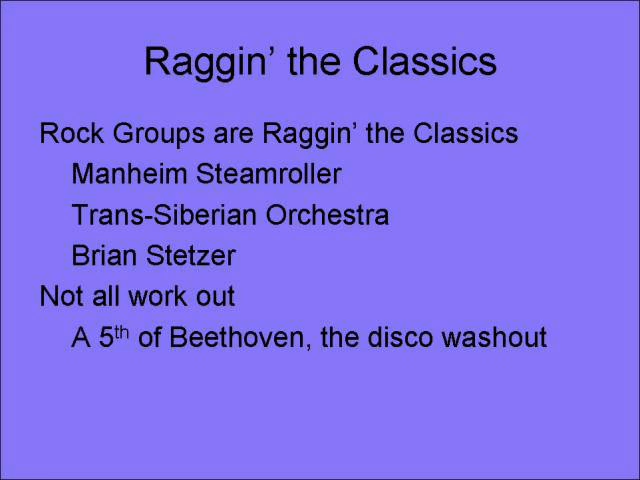 Raggin’ the Classics
Rock Groups are Raggin’ the Classics
Manheim Steamroller
Trans-Siberian Orchestra
Brian Stetzer
Not all work out
A 5th of Beethoven, the disco washout